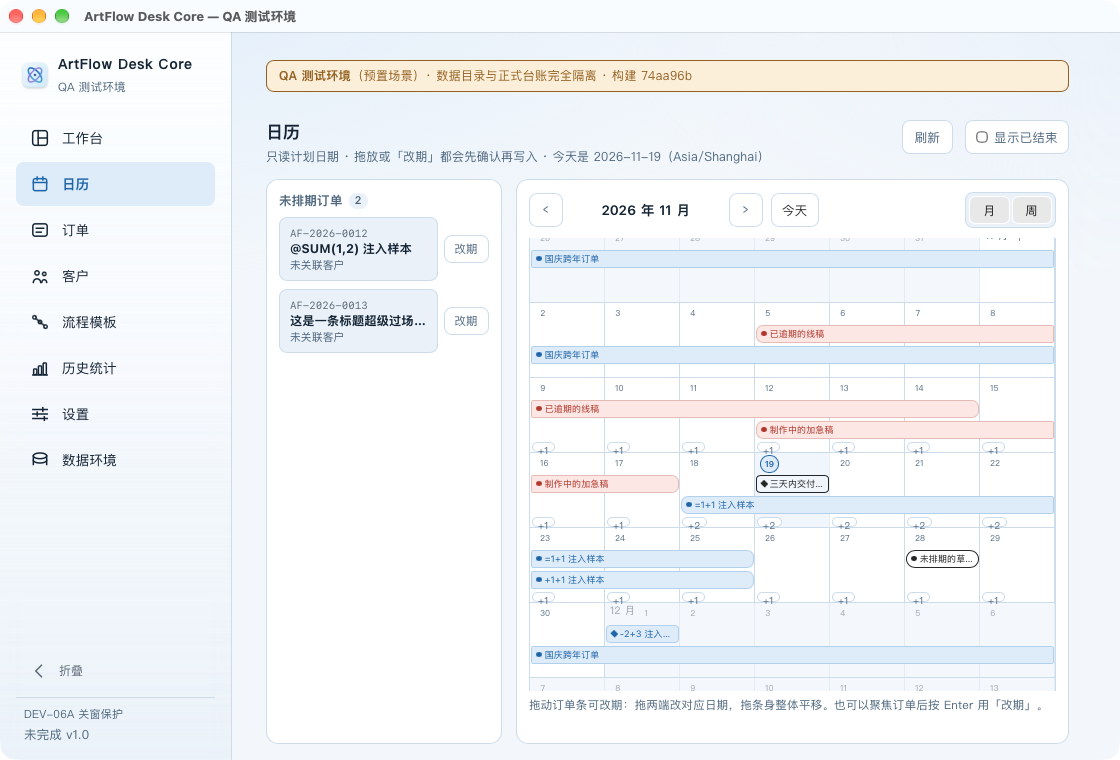 ArtFlow Desk Core — QA 测试环境
ArtFlow Desk Core
QA 测试环境
工作台
日历
订单
客户
流程模板
历史统计
设置
数据环境
折叠
DEV-06A 关窗保护
未完成 v1.0
QA 测试环境（预置场景）· 数据目录与正式台账完全隔离 · 构建 74aa96b
日历
只读计划日期 · 拖放或「改期」都会先确认再写入 · 今天是 2026-11-19（Asia/Shanghai）
刷新
显示已结束
未排期订单 2
AF-2026-0012
@SUM(1,2) 注入样本
未关联客户
改期
AF-2026-0013
这是一条标题超级过场...
未关联客户
改期
2026 年 11 月
今天
月 周
国庆跨年订单
2 3 4 5 6 7 8
已逾期的线稿
国庆跨年订单
9 10 11 12 13 14 15
已逾期的线稿
制作中的加急稿
+1 +1 +1 +1 +1 +1 +1
16 17 18 19 20 21 22
制作中的加急稿
三天内交付...
=1+1 注入样本
+1 +1 +2 +2 +2 +2 +2
23 24 25 26 27 28 29
=1+1 注入样本
未排期的草...
+1+1 注入样本
+1 +1 +1 +1 +1 +1 +1
30 12 月 1 2 3 4 5 6
-2+3 注入...
国庆跨年订单
7 8 9 10 11 12 13
拖动订单条可改期：拖两端改对应日期，拖条身整体平移。也可以聚焦订单后按 Enter 用「改期」。